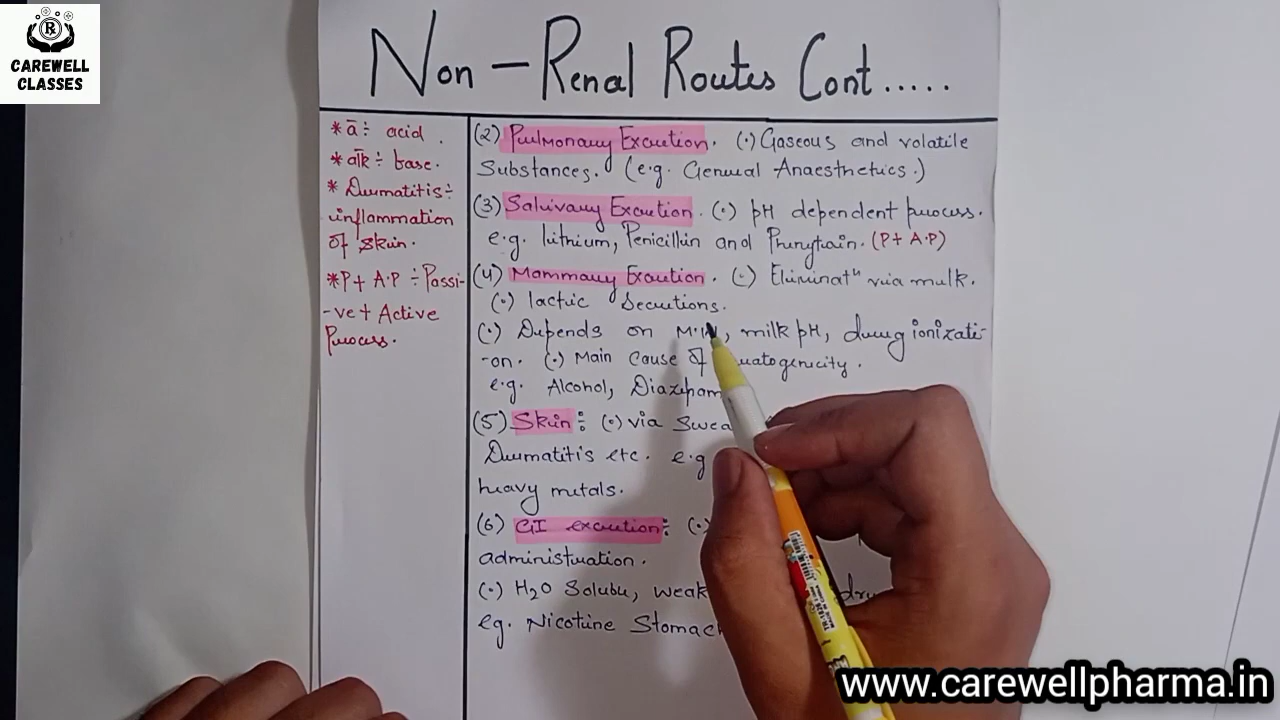 CAREWELL
CLASSES
Non - Renal Routes Cont .....
* ā ÷ acid.
* alk ÷ base.
* Dermatitis ÷
inflammation
of Skin.
* P + A.P ÷ Passi-
-ve + Active
Process.
(2) Pulmonary Excretion. (•) Gaseous and volatile
Substances. (e.g. General Anaesthetics.)
(3) Salivary Excretion. (•) pH dependent process.
e.g. lithium, Penicillin and Phenytoin. (P + A.P)
(4) Mammary Excretion. (•) Eliminatⁿ via milk.
(•) lactic Secretions.
(•) Depends on M.W, milk pH, drug ionizati-
-on. (•) Main Cause of
e.g. Alcohol, Diazepam
(5) Skin : (•) via
Dermatitis etc. e.g
heavy metals.
(6) GI excretion : (•)
administration.
(•) H2O Soluble, weak
eg. Nicotine Stomach
www.carewellpharma.in